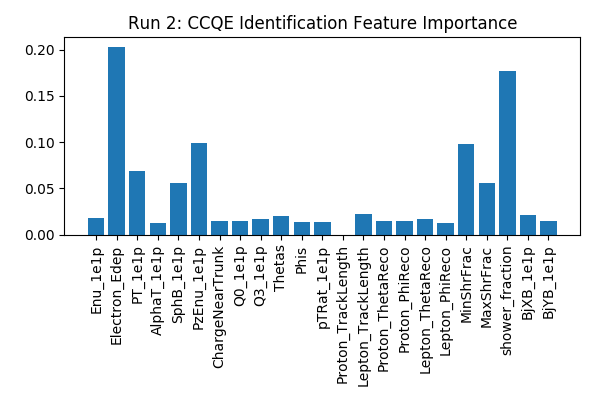 Run 2: CCQE Identification Feature Importance
0.20
0.15
0.10
0.05
0.00
Enu_1e1p
Electron_Edep
PT_1e1p
AlphaT_1e1p
SphB_1e1p
PzEnu_1e1p
ChargeNearTrunk
Q0_1e1p
Q3_1e1p
Thetas
Phis
pTRat_1e1p
Proton_TrackLength
Lepton_TrackLength
Proton_ThetaReco
Proton_PhiReco
Lepton_ThetaReco
Lepton_PhiReco
MinShrFrac
MaxShrFrac
shower_fraction
BjXB_1e1p
BjYB_1e1p